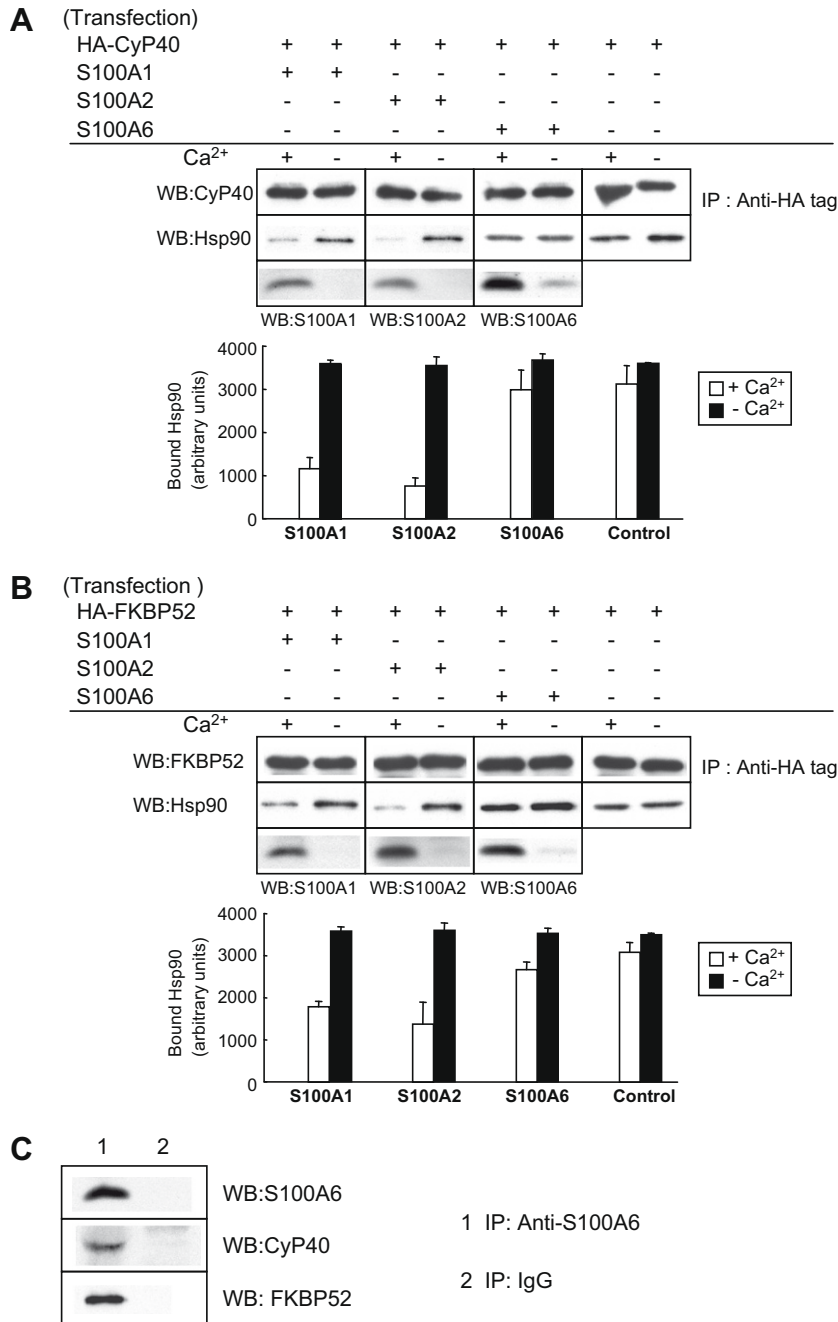 A (Transfection)
HA-CyP40 + + + + + + + +
S100A1 + + - - - - - -
S100A2 - - + + - - - -
S100A6 - - - - + + - -
Ca2+ + - + - + - + -
WB:CyP40 IP : Anti-HA tag
WB:Hsp90
WB:S100A1 WB:S100A2 WB:S100A6
Bound Hsp90
(arbitrary units)
4000
3000
2000
1000
0
+ Ca2+
- Ca2+
S100A1 S100A2 S100A6 Control
B (Transfection )
HA-FKBP52 + + + + + + + +
S100A1 + + - - - - - -
S100A2 - - + + - - - -
S100A6 - - - - + + - -
Ca2+ + - + - + - + -
WB:FKBP52 IP : Anti-HA tag
WB:Hsp90
WB:S100A1 WB:S100A2 WB:S100A6
Bound Hsp90
(arbitrary units)
4000
3000
2000
1000
0
+ Ca2+
- Ca2+
S100A1 S100A2 S100A6 Control
C 1 2
WB:S100A6
1 IP: Anti-S100A6
WB:CyP40
2 IP: IgG
WB: FKBP52